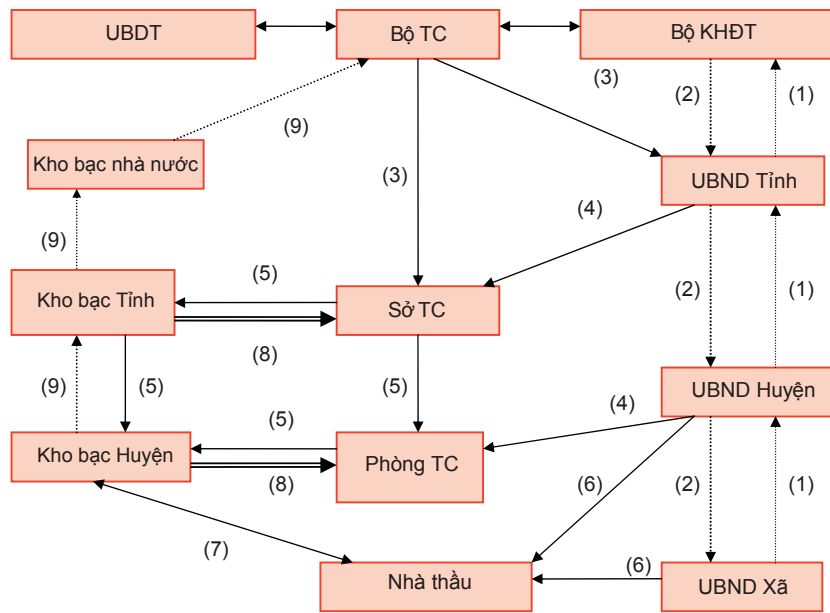 UBDT
Bộ TC
Bộ KHĐT
(3)
(2)
(1)
(9)
Kho bạc nhà nước
(3)
UBND Tỉnh
(4)
(9)
(5)
(2)
(1)
Kho bạc Tỉnh
Sở TC
(8)
(9)
(5)
(5)
UBND Huyện
(4)
(5)
Kho bạc Huyện
Phòng TC
(8)
(6)
(2)
(1)
(7)
(6)
Nhà thầu
UBND Xã